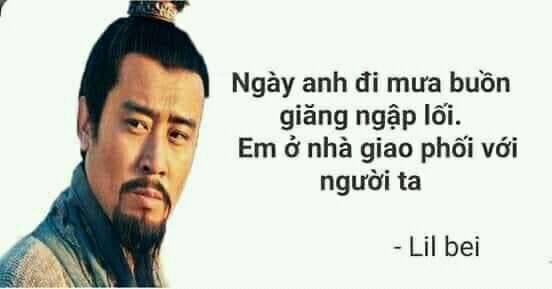 Ngày anh đi mưa buồn
giăng ngập lối.
Em ở nhà giao phối với
người ta
- Lil bei